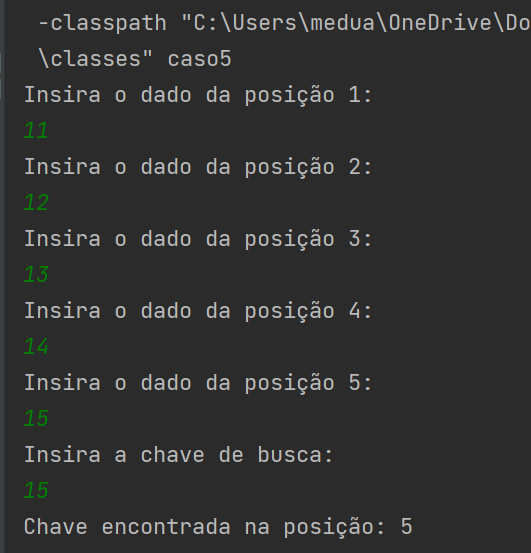 -classpath "C:\Users\medua\OneDrive\Do
\classes" caso5
Insira o dado da posição 1:
11
Insira o dado da posição 2:
12
Insira o dado da posição 3:
13
Insira o dado da posição 4:
14
Insira o dado da posição 5:
15
Insira a chave de busca:
15
Chave encontrada na posição: 5